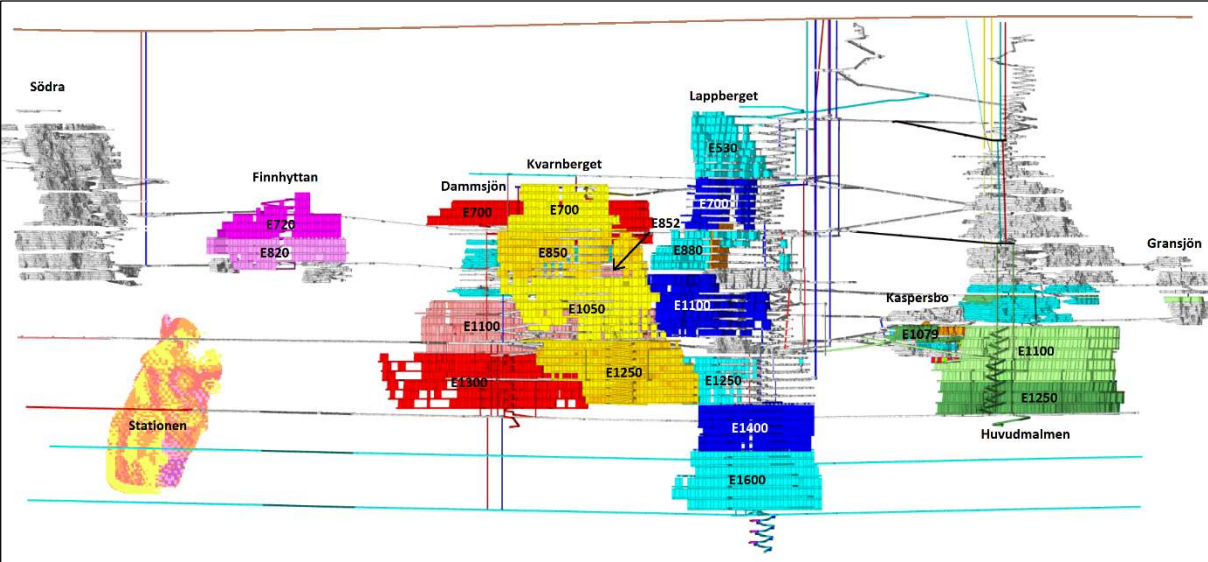 Södra
Lappberget
E530
Kvarnberget
Finnhyttan
Dammsjön
E700
E700
E700
E852
E720
E820
E850
E880
Gransjön
E1100
Kaspersbo
E1050
E1100
E1079
E1100
E1300
E1250
E1250
E1250
Stationen
E1400
Huvudmalmen
E1600